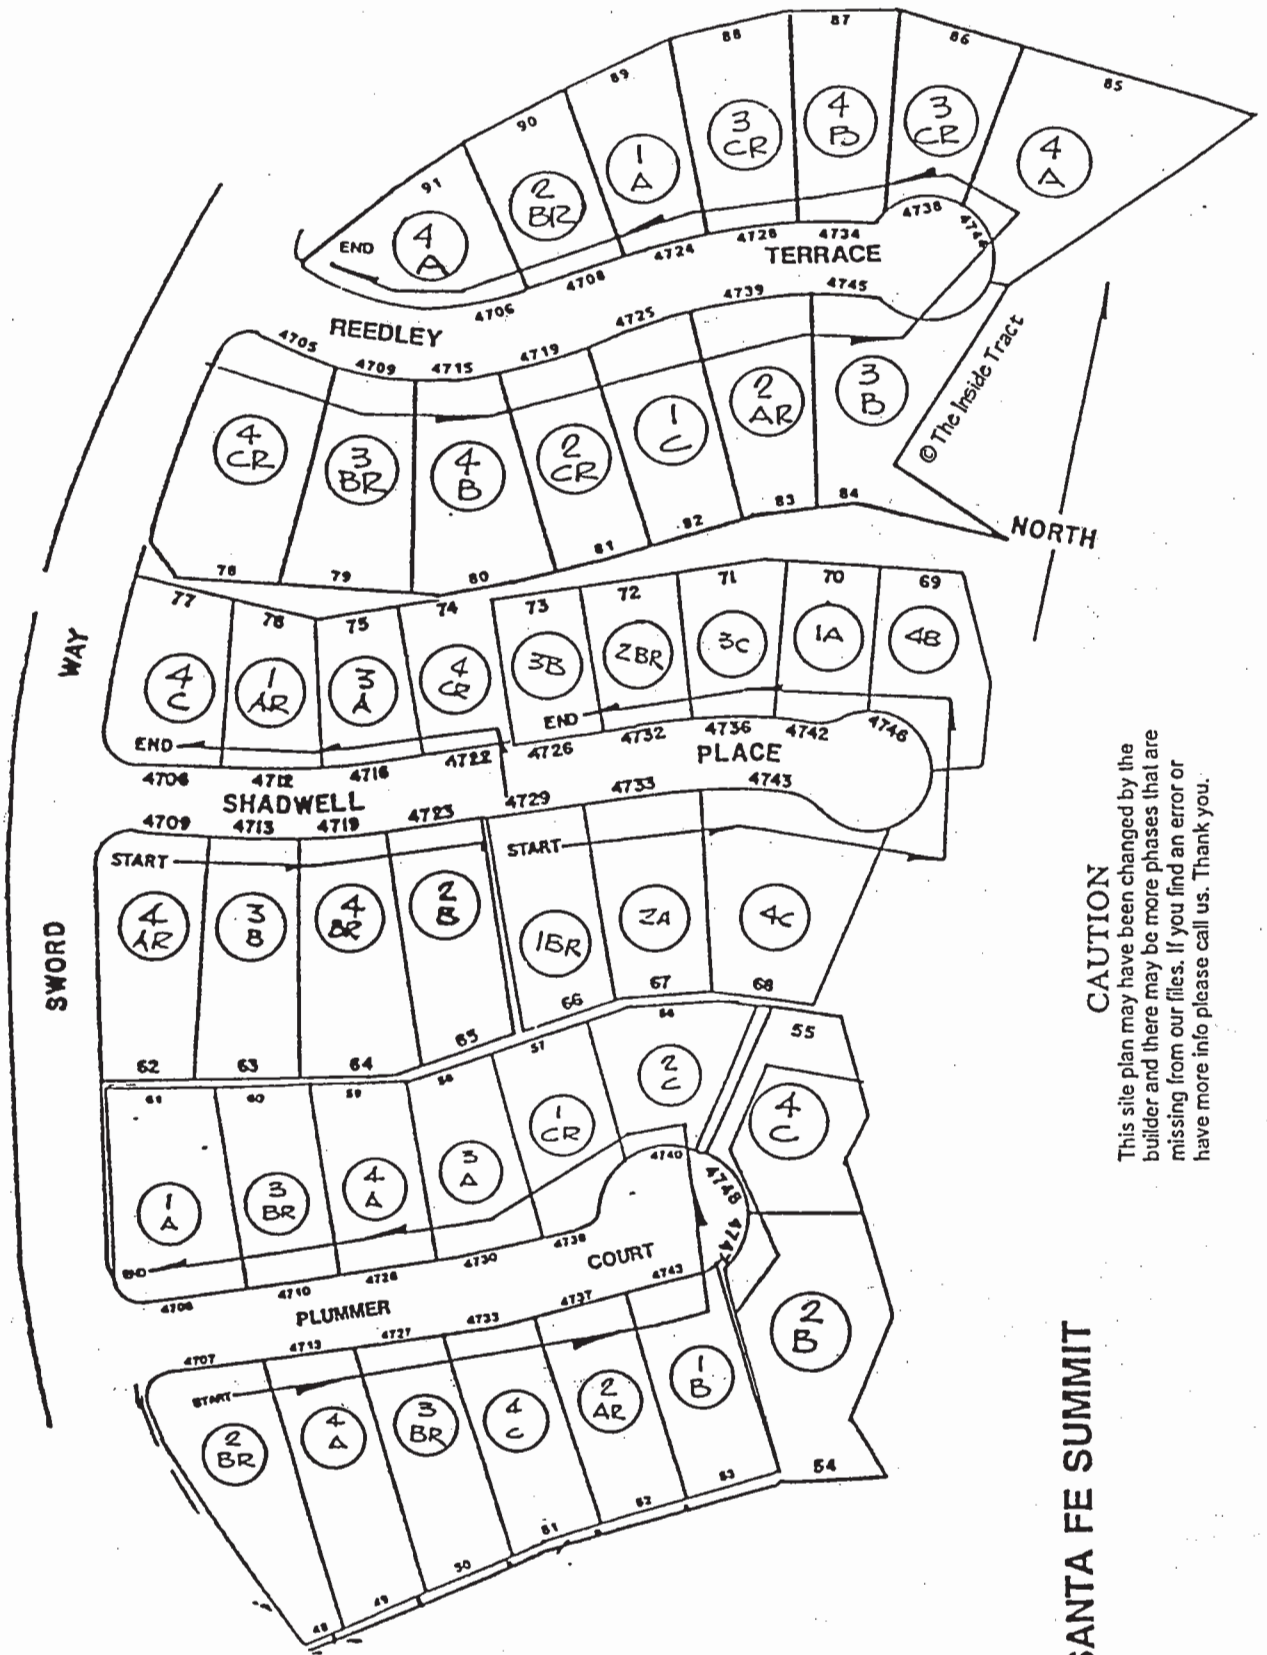 88
87
86
85
89
90
91
3 CR
4 B
3 CR
4 A
1 A
2 BR
4 A
END
4738
4744
4734
4728
4724
4708
4706
REEDLEY TERRACE
4705
4709
4715
4719
4725
4739
4745
4 CR
3 BR
4 B
2 CR
1 C
2 AR
3 B
78
79
80
81
82
83
84
© The Inside Tract
NORTH
77
76
75
74
73
72
71
70
69
4 C
1 AR
3 A
4 CR
3B
2BR
3C
1A
4B
END
END
4706
4712
4716
4722
4726
4732
4736
4742
4746
SHADWELL PLACE
4709
4713
4719
4723
4729
4733
4743
START
START
4 AR
3 B
4 BR
2 B
1BR
2A
4C
62
63
64
65
66
67
68
61
60
59
58
57
56
55
1 A
3 BR
4 A
3 A
1 CR
2 C
4 C
END
4706
4710
4726
4730
4736
4740
4748
4747
PLUMMER COURT
4707
4713
4727
4733
4737
4743
START
2 BR
4 A
3 BR
4 C
2 AR
1 B
2 B
48
49
50
51
52
53
54
SWORD WAY
CAUTION
This site plan may have been changed by the
builder and there may be more phases that are
missing from our files. If you find an error or
have more info please call us. Thank you.
SANTA FE SUMMIT